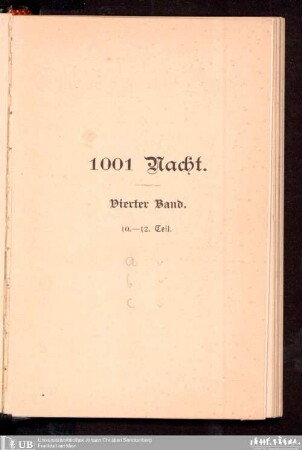 1001 Nacht.
Vierter Band.
10.—12. Teil.
a
b
c
UB
Universitätsbibliothek Johann Christian Senckenberg
Frankfurt am Main